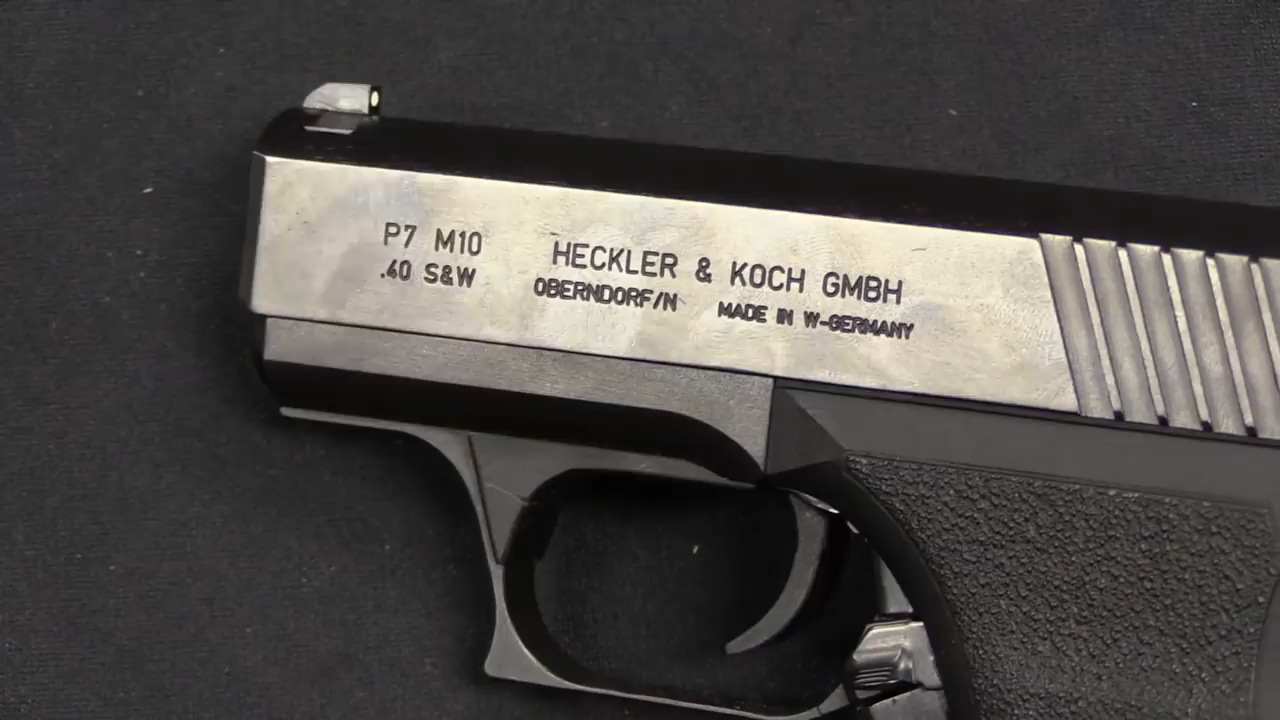 P7 M10
.40 S&W
HECKLER & KOCH GMBH
OBERNDORF/N MADE IN W-GERMANY